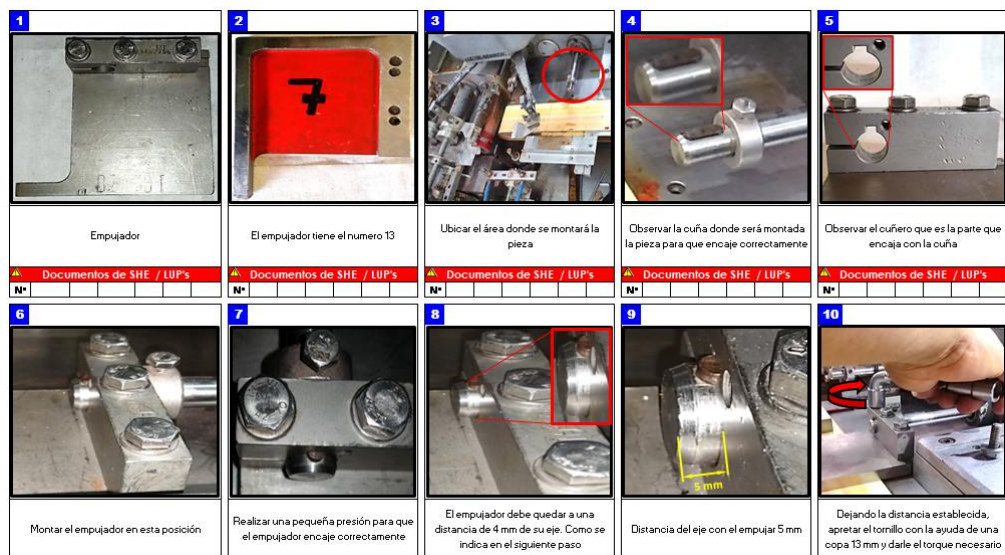 1
2
3
4
5
7
Empujador
El empujador tiene el numero 13
Ubicar el área donde se montará la
pieza
Observar la cuña donde será montada
la pieza para que encaje correctamente
Observar el cuñero que es la parte que
encaja con la cuña
Documentos de SHE / LUP's
Documentos de SHE / LUP's
Documentos de SHE / LUP's
Documentos de SHE / LUP's
Documentos de SHE / LUP's
N°
N°
N°
N°
N°
6
7
8
9
10
5 mm
Montar el empujador en esta posición
Realizar una pequeña presión para que
el empujador encaje correctamente
El empujador debe quedar a una
distancia de 4 mm de su eje. Como se
indica en el siguiente paso
Distancia del eje con el empujar 5 mm
Dejando la distancia establecida,
apretar el tornillo con la ayuda de una
copa 13 mm y darle el torque necesario